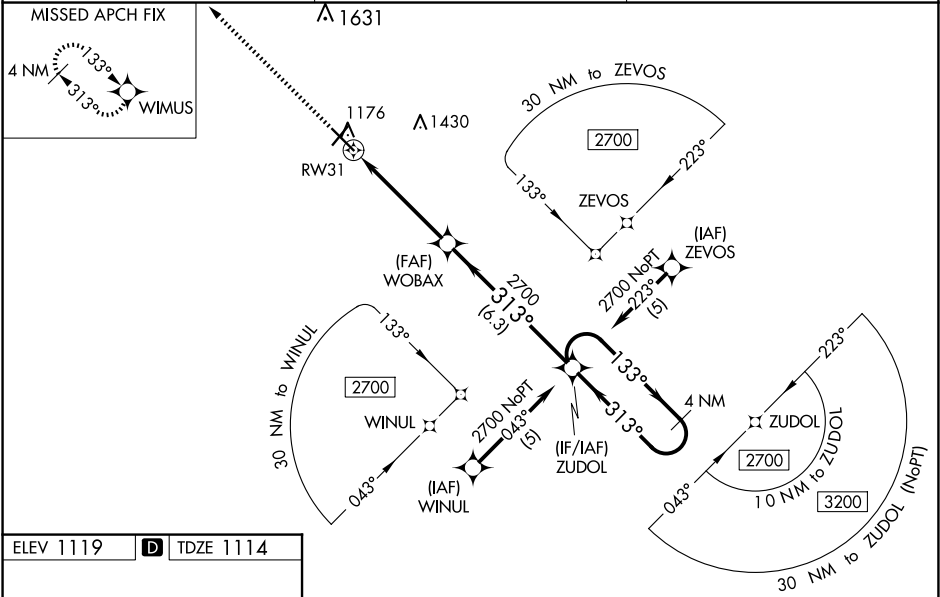 MISSED APCH FIX
4 NM
133°
313°
WIMUS
1631
1176
1430
RW31
30 NM to ZEVOS
2700
133°
223°
ZEVOS
(IAF)
ZEVOS
2700 NoPT
223°
(5)
(FAF)
WOBAX
2700
313°
(6.3)
30 NM to WINUL
133°
2700
WINUL
043°
2700 NoPT
043°
(5)
(IAF)
WINUL
(IF/IAF)
ZUDOL
133°
313°
4 NM
223°
ZUDOL
2700
043°
10 NM to ZUDOL
3200
30 NM to ZUDOL (NoPT)
ELEV 1119 D TDZE 1114